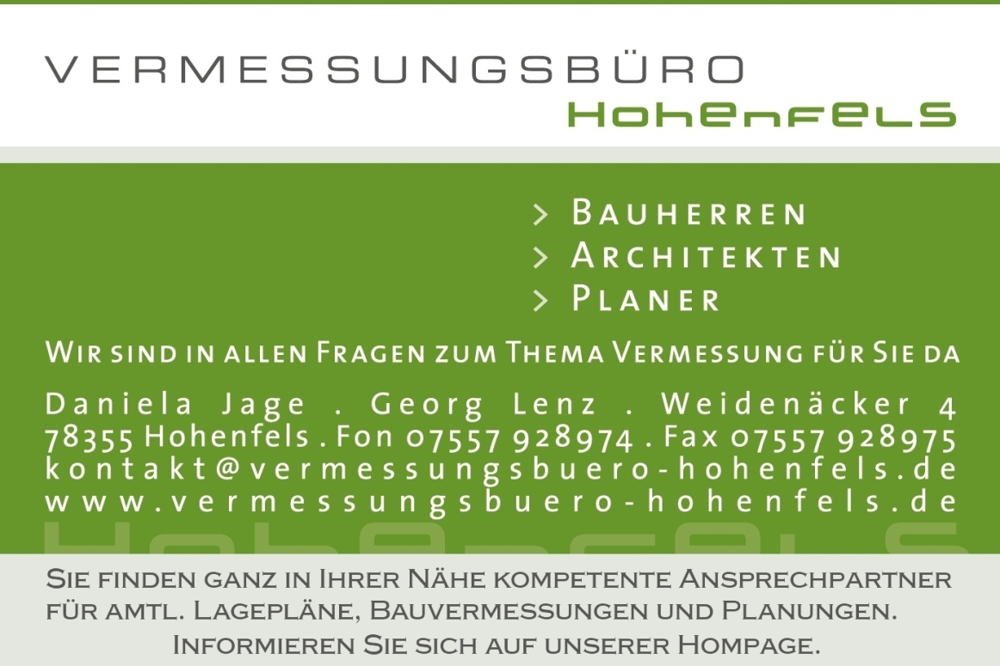 VERMESSUNGSBÜRO
Hohenfels
> BAUHERREN
> ARCHITEKTEN
> PLANER
WIR SIND IN ALLEN FRAGEN ZUM THEMA VERMESSUNG FÜR SIE DA
Daniela Jage . Georg Lenz . Weidenäcker 4
78355 Hohenfels . Fon 07557 928974 . Fax 07557 928975
kontakt@vermessungsbuero-hohenfels.de
www.vermessungsbuero-hohenfels.de
Hohenfels
SIE FINDEN GANZ IN IHRER NÄHE KOMPETENTE ANSPRECHPARTNER
FÜR AMTL. LAGEPLÄNE, BAUVERMESSUNGEN UND PLANUNGEN.
INFORMIEREN SIE SICH AUF UNSERER HOMPAGE.